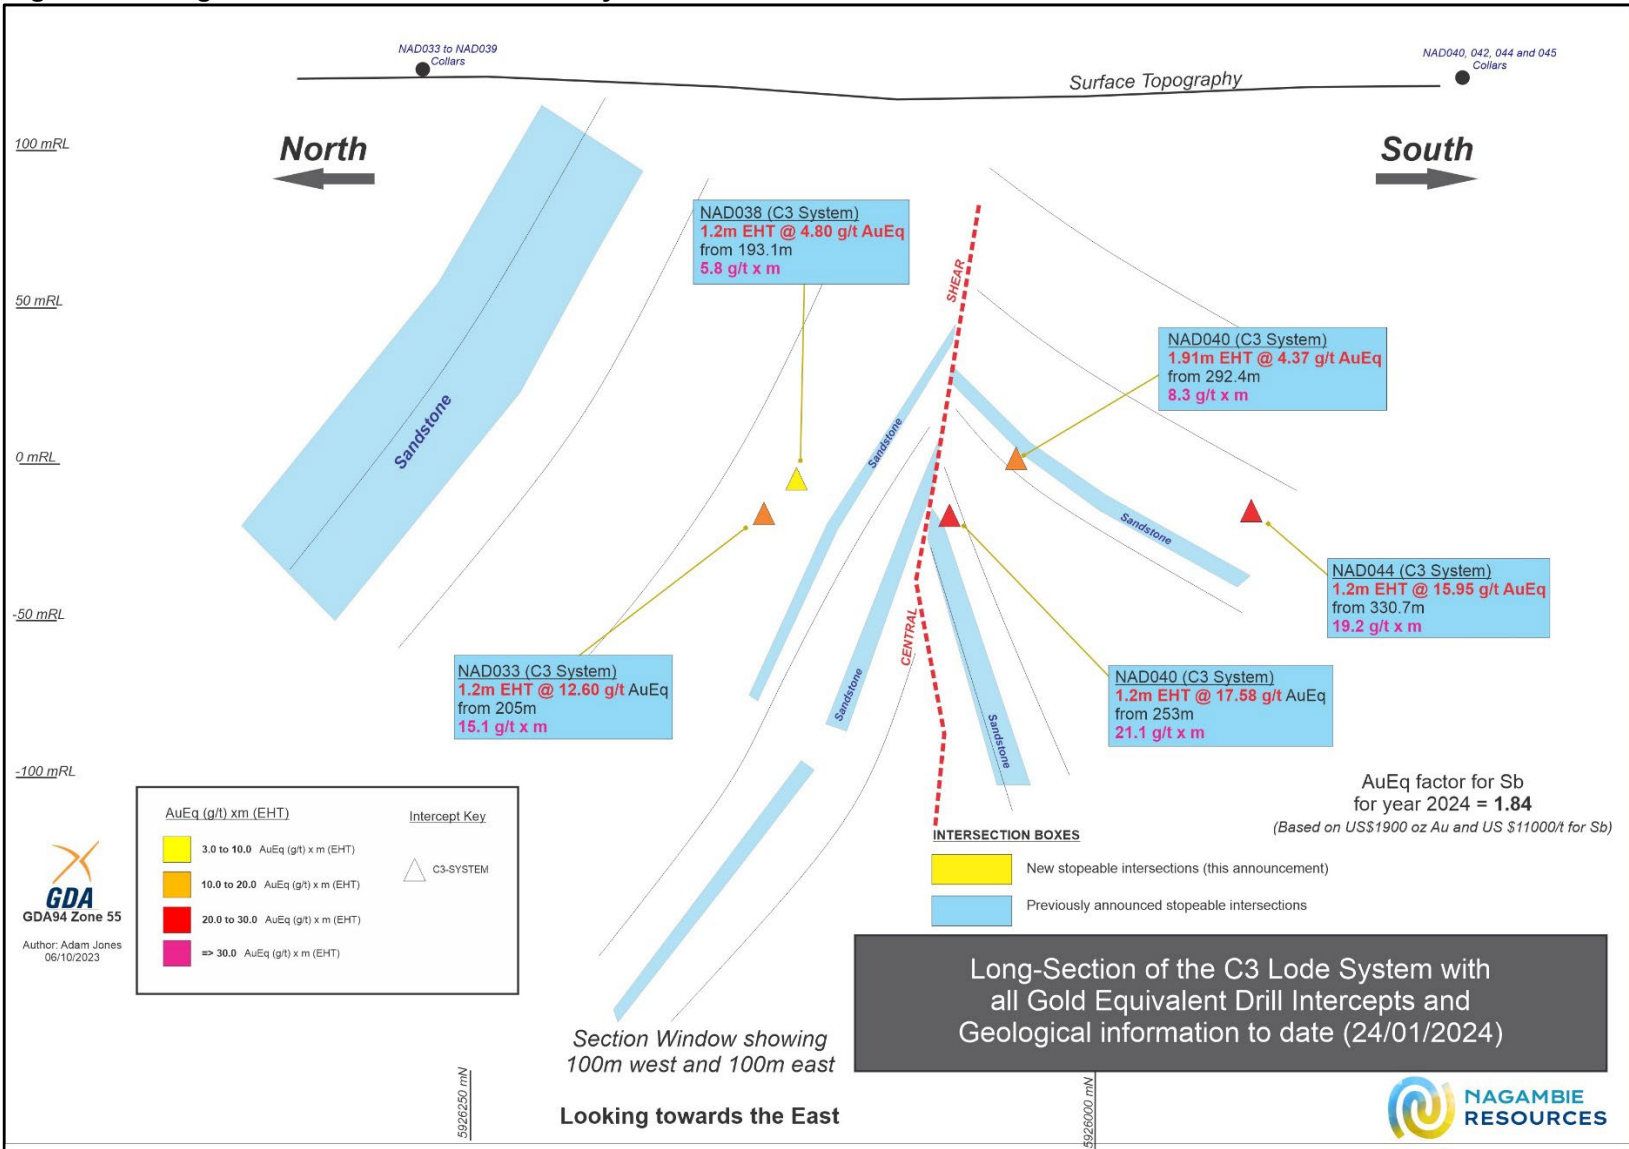 NAD033 to NAD039
Collars
NAD040, 042, 044 and 045
Collars
Surface Topography
100 mRL
North
South
NAD038 (C3 System)
1.2m EHT @ 4.80 g/t AuEq
from 193.1m
5.8 g/t x m
SHEAR
50 mRL
NAD040 (C3 System)
1.91m EHT @ 4.37 g/t AuEq
from 292.4m
8.3 g/t x m
Sandstone
Sandstone
0 mRL
Sandstone
NAD044 (C3 System)
1.2m EHT @ 15.95 g/t AuEq
from 330.7m
19.2 g/t x m
-50 mRL
CENTRAL
NAD033 (C3 System)
1.2m EHT @ 12.60 g/t AuEq
from 205m
15.1 g/t x m
Sandstone
Sandstone
NAD040 (C3 System)
1.2m EHT @ 17.58 g/t AuEq
from 253m
21.1 g/t x m
-100 mRL
AuEq factor for Sb
for year 2024 = 1.84
(Based on US$1900 oz Au and US $11000/t for Sb)
AuEq (g/t) xm (EHT)
Intercept Key
3.0 to 10.0 AuEq (g/t) x m (EHT)
C3-SYSTEM
10.0 to 20.0 AuEq (g/t) x m (EHT)
20.0 to 30.0 AuEq (g/t) x m (EHT)
=> 30.0 AuEq (g/t) x m (EHT)
INTERSECTION BOXES
New stopeable intersections (this announcement)
Previously announced stopeable intersections
GDA
GDA94 Zone 55
Author: Adam Jones
06/10/2023
Long-Section of the C3 Lode System with
all Gold Equivalent Drill Intercepts and
Geological information to date (24/01/2024)
Section Window showing
100m west and 100m east
5926250 mN
Looking towards the East
5926000 mN
NAGAMBIE
RESOURCES